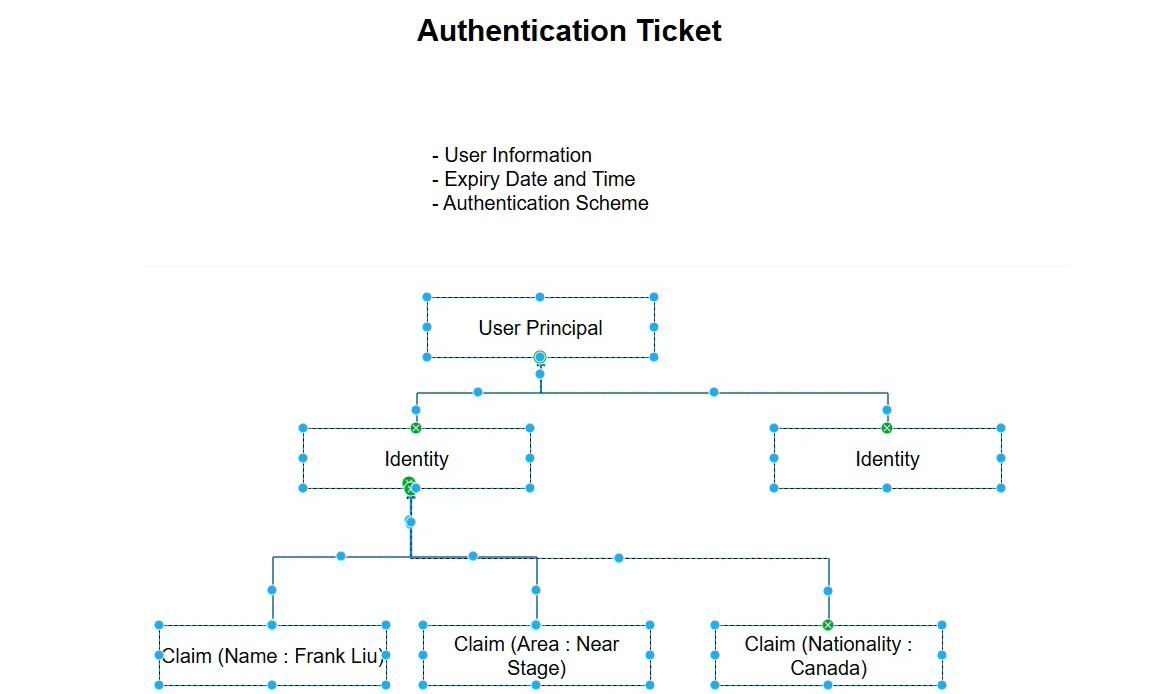 Authentication Ticket
- User Information
- Expiry Date and Time
- Authentication Scheme
User Principal
Identity
Identity
Claim (Name : Frank Liu)
Claim (Area : Near
Stage)
Claim (Nationality :
Canada)